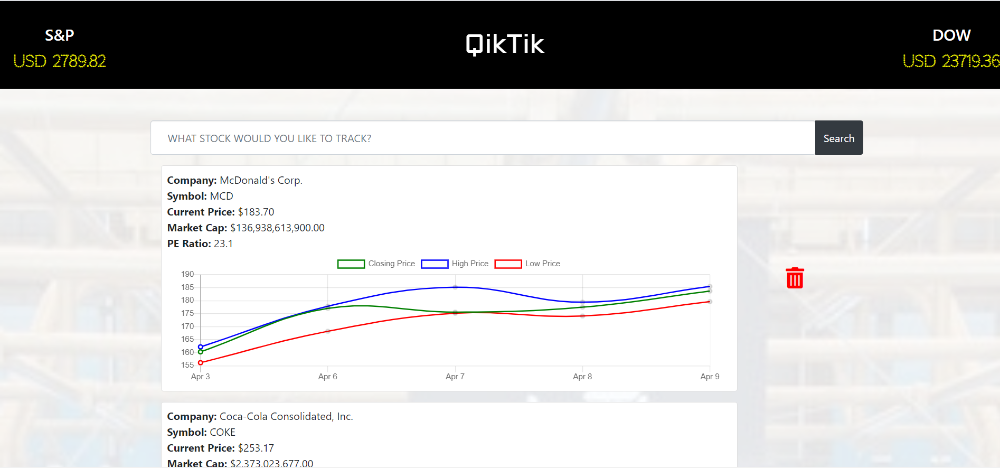 S&P
QikTik
DOW
USD 2789.82
USD 23719.36
WHAT STOCK WOULD YOU LIKE TO TRACK?
Search
Company: McDonald's Corp.
Symbol: MCD
Current Price: $183.70
Market Cap: $136,938,613,900.00
PE Ratio: 23.1
Closing Price High Price Low Price
190
185
180
175
170
165
160
155
Apr 3 Apr 6 Apr 7 Apr 8 Apr 9
Company: Coca-Cola Consolidated, Inc.
Symbol: COKE
Current Price: $253.17
Market Cap: $2,373,023,677.00